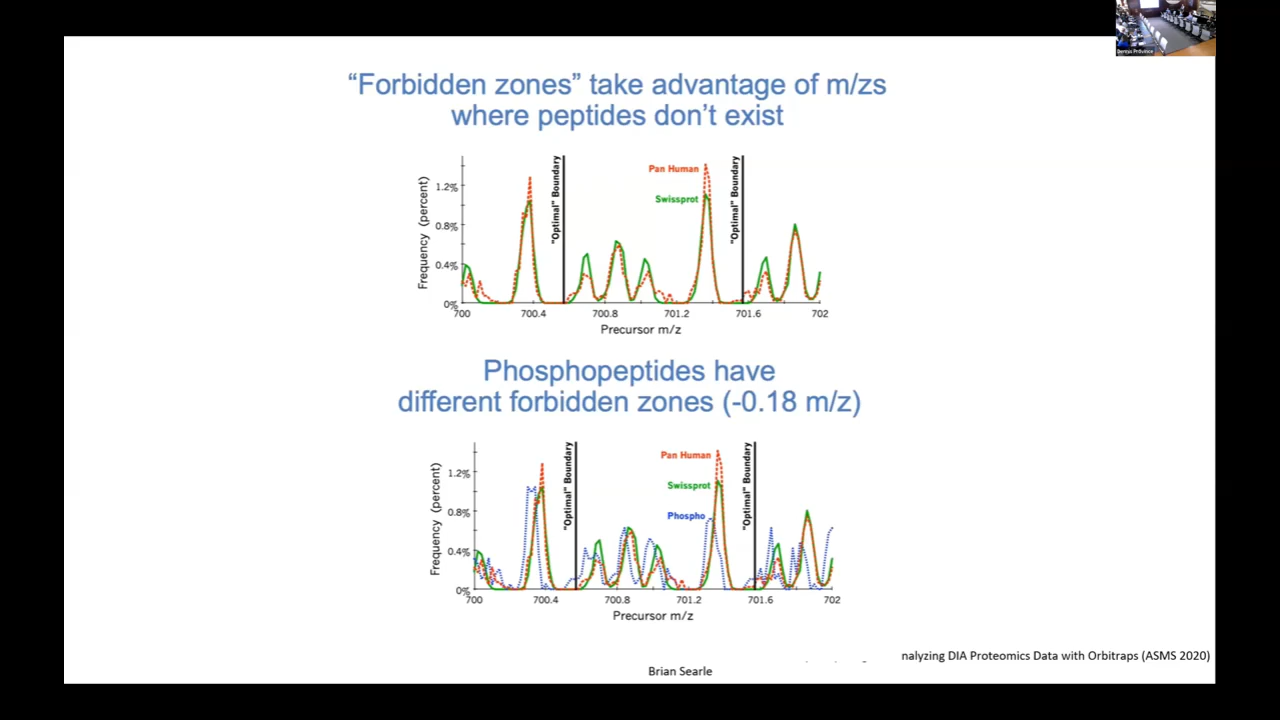 “Forbidden zones” take advantage of m/zs
where peptides don’t exist
Frequency (percent)
1.2%
0.8%
0.4%
0%
"Optimal" Boundary
Pan Human
Swissprot
"Optimal" Boundary
700
700.4
700.8
701.2
701.6
702
Precursor m/z
Phosphopeptides have
different forbidden zones (-0.18 m/z)
Frequency (percent)
1.2%
0.8%
0.4%
0%
"Optimal" Boundary
Pan Human
Swissprot
Phospho
"Optimal" Boundary
700
700.4
700.8
701.2
701.6
702
Precursor m/z
nalyzing DIA Proteomics Data with Orbitraps (ASMS 2020)
Brian Searle